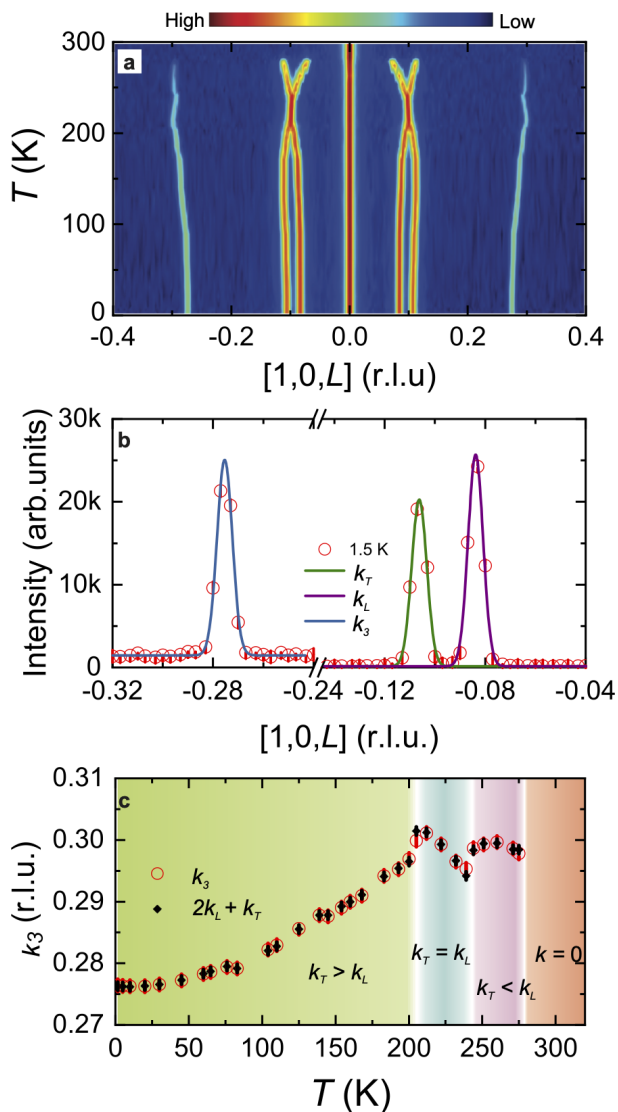 High Low
a
300
200
100
0
T (K)
-0.4 -0.2 0.0 0.2 0.4
[1,0,L] (r.l.u)
b
30k
20k
10k
0
Intensity (arb.units)
1.5 K
k_T
k_L
k_3
-0.32 -0.28 -0.24 -0.12 -0.08 -0.04
[1,0,L] (r.l.u.)
c
0.31
0.30
0.29
0.28
0.27
k_3 (r.l.u.)
k_3
2k_L + k_T
k_T > k_L
k_T = k_L
k_T < k_L
k = 0
0 50 100 150 200 250 300
T (K)